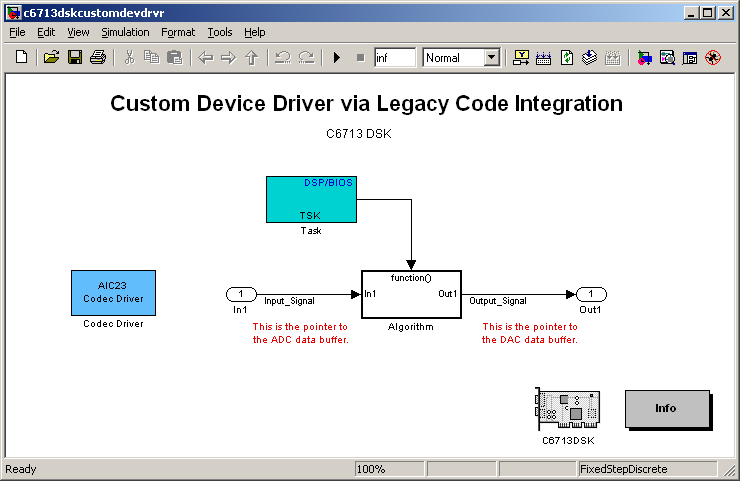 c6713dskcustomdevdrvr
File Edit View Simulation Format Tools Help
inf Normal
Custom Device Driver via Legacy Code Integration
C6713 DSK
DSP/BIOS
TSK
Task
AIC23
Codec Driver
Codec Driver
1
In1
Input_Signal
This is the pointer to
the ADC data buffer.
function()
In1 Out1
Algorithm
Output_Signal
This is the pointer to
the DAC data buffer.
1
Out1
C6713DSK
Info
Ready 100% FixedStepDiscrete